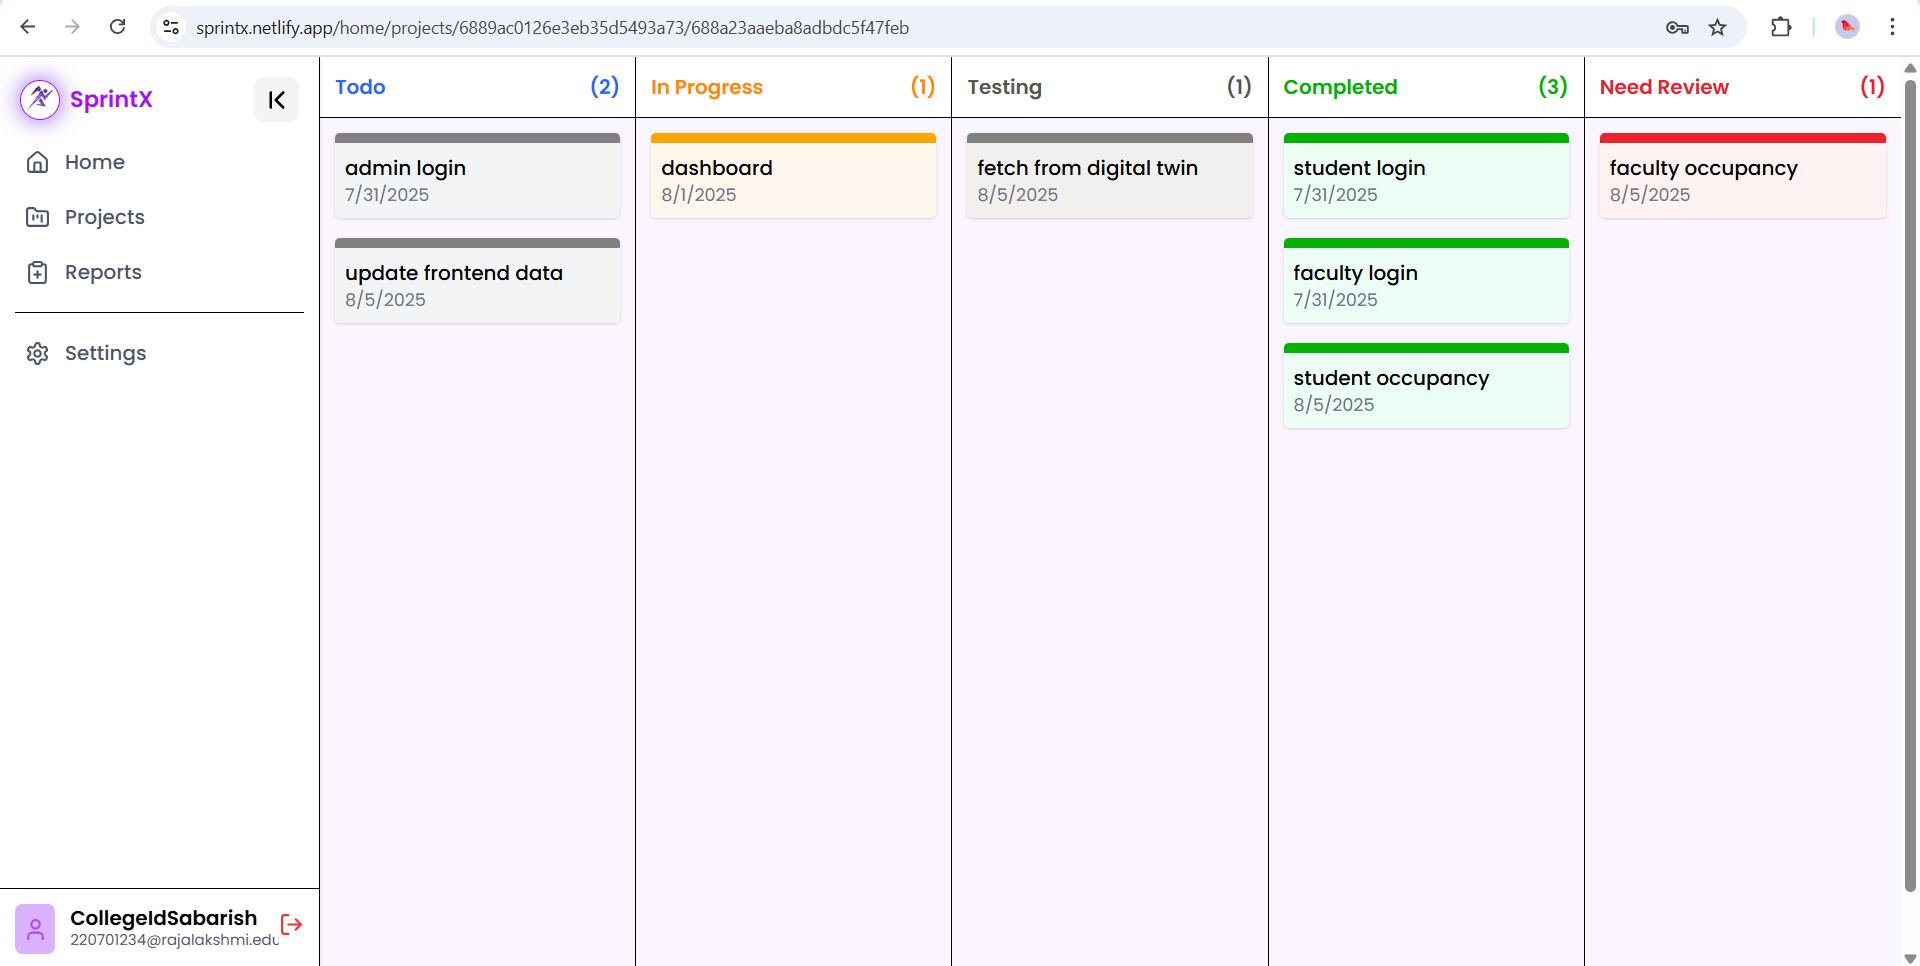 sprintx.netlify.app/home/projects/6889ac0126e3eb35d5493a73/688a23aaeba8adbdc5f47feb
SprintX
Home
Projects
Reports
Settings
CollegeIdSabarish
220701234@rajalakshmi.edu
Todo (2)
admin login
7/31/2025
update frontend data
8/5/2025
In Progress (1)
dashboard
8/1/2025
Testing (1)
fetch from digital twin
8/5/2025
Completed (3)
student login
7/31/2025
faculty login
7/31/2025
student occupancy
8/5/2025
Need Review (1)
faculty occupancy
8/5/2025